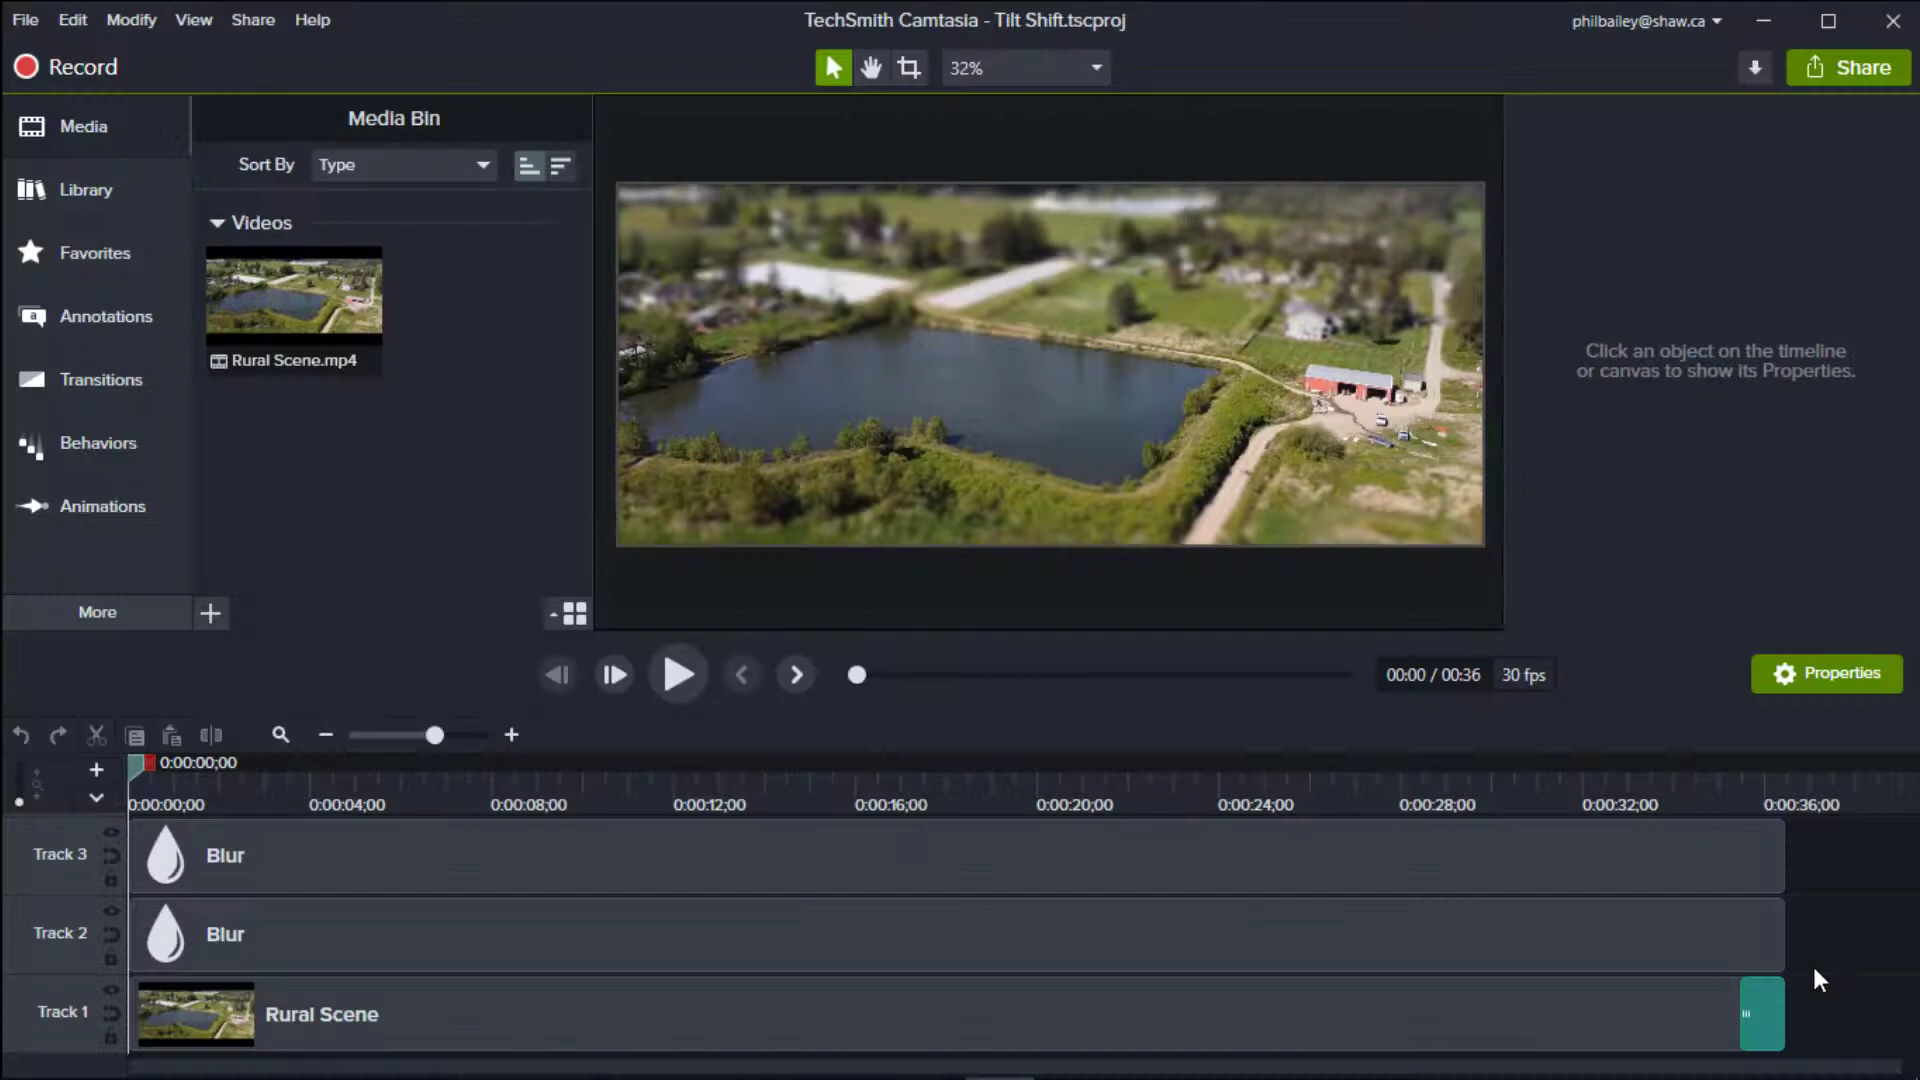 File Edit Modify View Share Help
TechSmith Camtasia - Tilt Shift.tscproj
philbailey@shaw.ca
Record
32%
Share
Media
Library
Favorites
Annotations
Transitions
Behaviors
Animations
More
Media Bin
Sort By Type
Videos
Rural Scene.mp4
Click an object on the timeline
or canvas to show its Properties.
00:00 / 00:36 30 fps
Properties
0:00:00;00
0:00:00;00 0:00:04;00 0:00:08;00 0:00:12;00 0:00:16;00 0:00:20;00 0:00:24;00 0:00:28;00 0:00:32;00 0:00:36;00
Track 3 Blur
Track 2 Blur
Track 1 Rural Scene